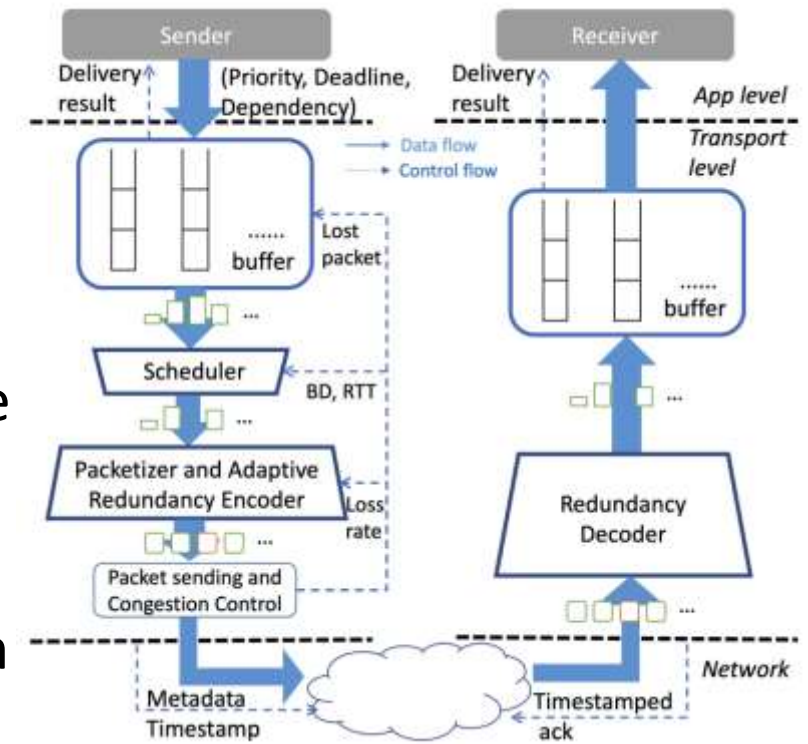 Sender
Delivery
result
(Priority, Deadline,
Dependency)
Data flow
Control flow
......
buffer
Lost
packet
...
Scheduler
BD, RTT
...
Packetizer and Adaptive
Redundancy Encoder
Loss
rate
...
Packet sending and
Congestion Control
Metadata
Timestamp
Receiver
Delivery
result
App level
Transport
level
......
buffer
...
Redundancy
Decoder
...
Network
Timestamped
ack
e
n